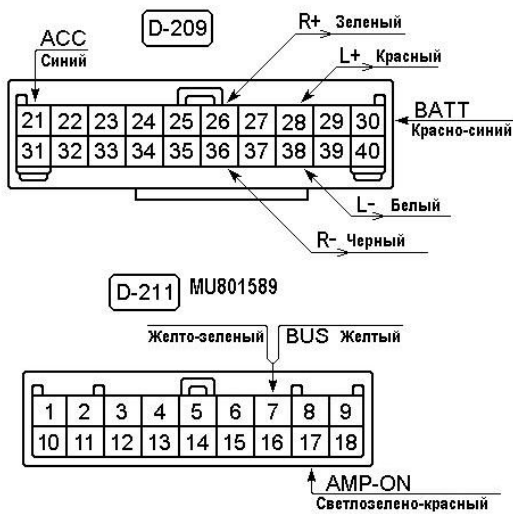 D-209
R+ Зеленый
ACC
Синий
L+ Красный
BATT
Красно-синий
21 22 23 24 25 26 27 28 29 30
31 32 33 34 35 36 37 38 39 40
L- Белый
R- Черный
D-211 MU801589
Желто-зеленый BUS Желтый
1 2 3 4 5 6 7 8 9
10 11 12 13 14 15 16 17 18
AMP-ON
Светлозелено-красный